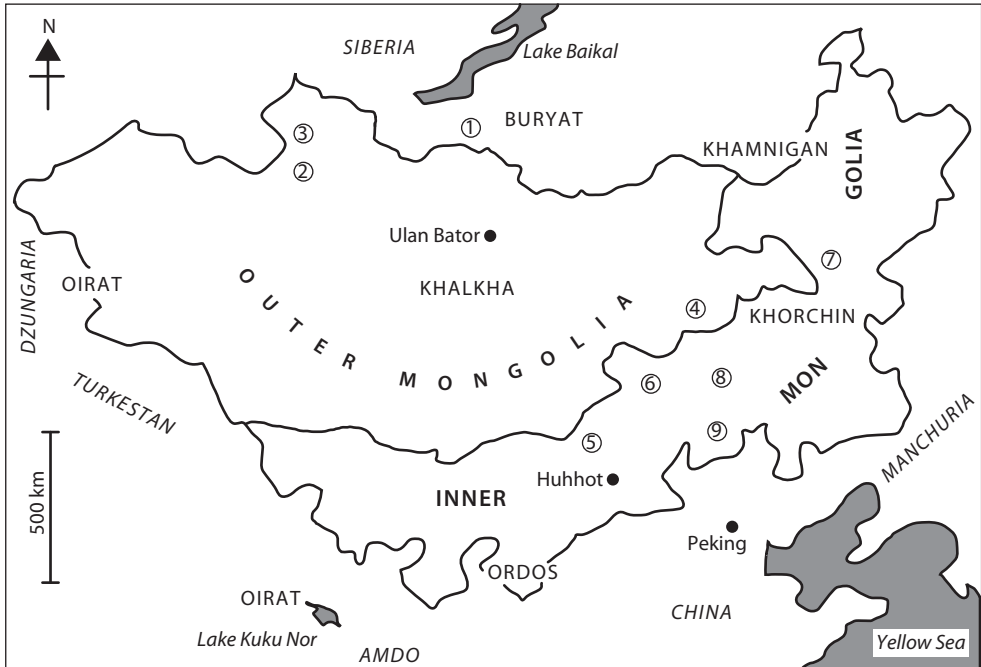 N
SIBERIA
Lake Baikal
①
BURYAT
③
②
KHAMNIGAN
GOLIA
Ulan Bator
DZUNGARIA
OIRAT
KHALKHA
⑦
OUTER MONGOLIA
④
KHORCHIN
TURKESTAN
⑥
⑧
MON
⑤
⑨
MANCHURIA
500 km
INNER
Huhhot
Peking
ORDOS
OIRAT
Lake Kuku Nor
AMDO
CHINA
Yellow Sea